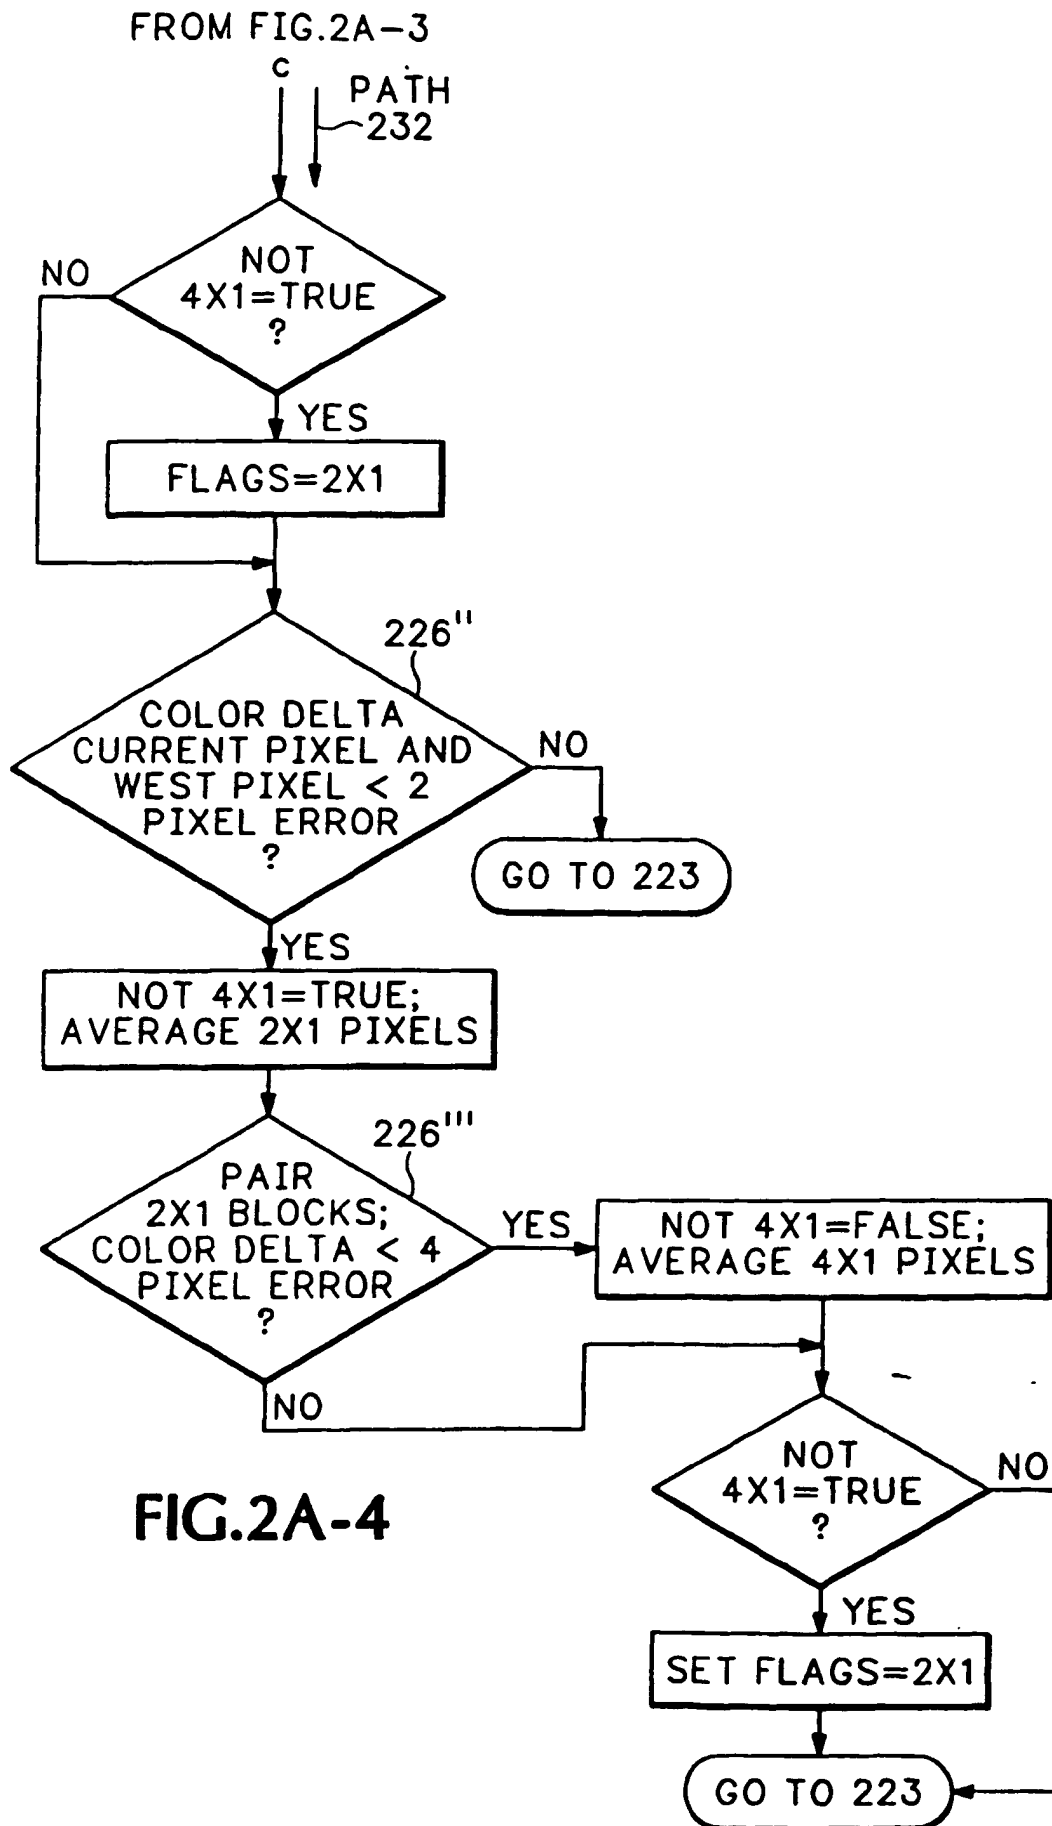 FROM FIG.2A-3
C
PATH
232
NOT
4X1=TRUE
?
NO
YES
FLAGS=2X1
226''
COLOR DELTA
CURRENT PIXEL AND
WEST PIXEL < 2
PIXEL ERROR
?
NO
GO TO 223
YES
NOT 4X1=TRUE;
AVERAGE 2X1 PIXELS
226'''
PAIR
2X1 BLOCKS;
COLOR DELTA < 4
PIXEL ERROR
?
YES
NOT 4X1=FALSE;
AVERAGE 4X1 PIXELS
NO
NOT
4X1=TRUE
?
NO
FIG.2A-4
YES
SET FLAGS=2X1
GO TO 223